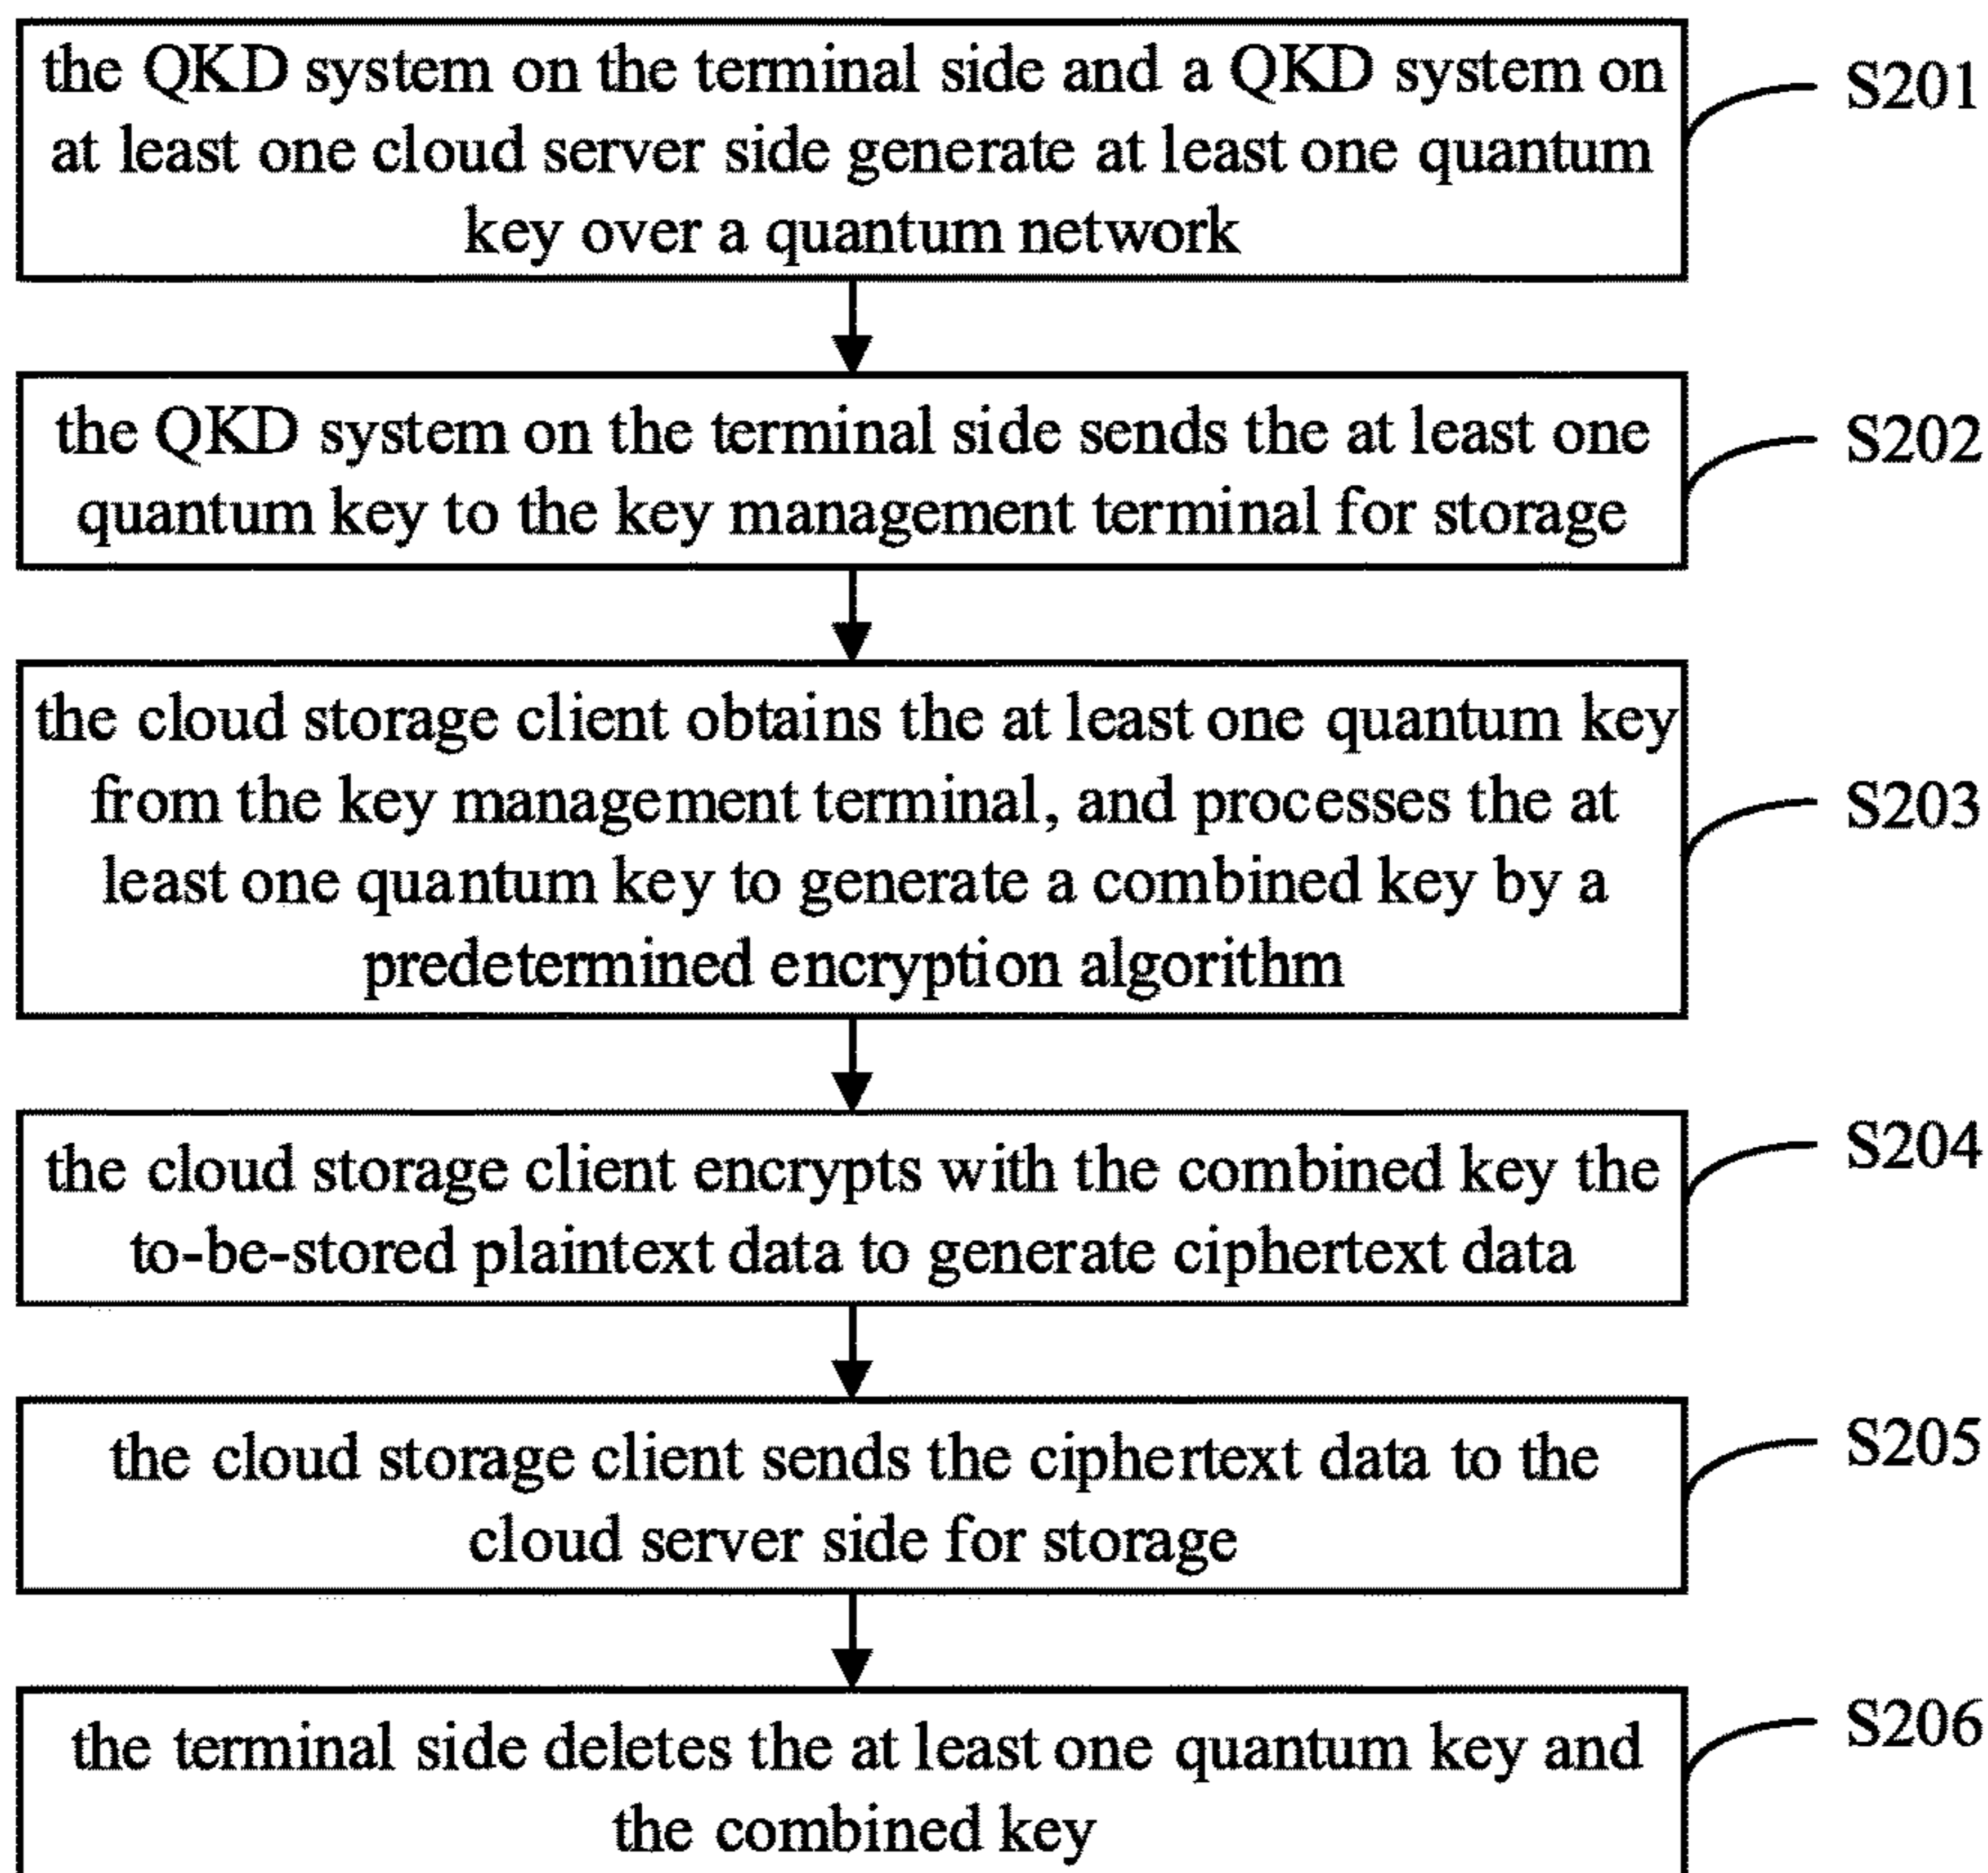 the QKD system on the terminal side and a QKD system on
at least one cloud server side generate at least one quantum
key over a quantum network
S201
the QKD system on the terminal side sends the at least one
quantum key to the key management terminal for storage
S202
the cloud storage client obtains the at least one quantum key
from the key management terminal, and processes the at
least one quantum key to generate a combined key by a
predetermined encryption algorithm
S203
the cloud storage client encrypts with the combined key the
to-be-stored plaintext data to generate ciphertext data
S204
the cloud storage client sends the ciphertext data to the
cloud server side for storage
S205
the terminal side deletes the at least one quantum key and
the combined key
S206